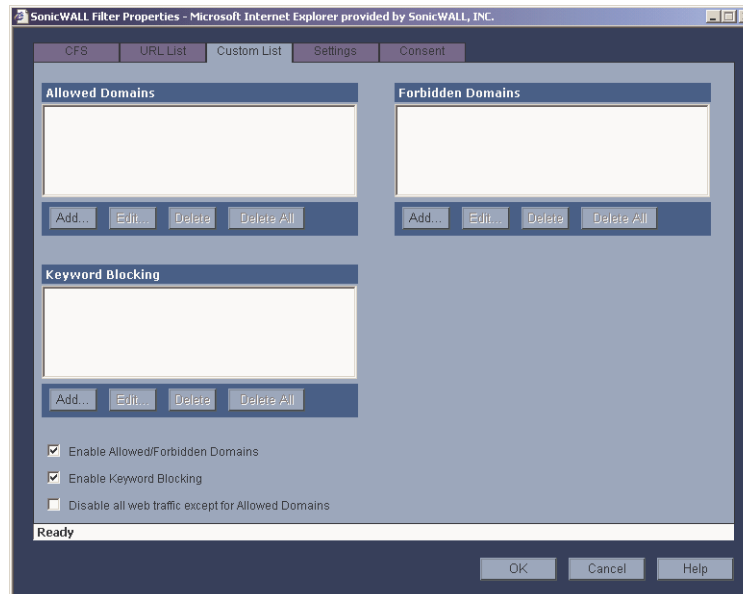 SonicWALL Filter Properties - Microsoft Internet Explorer provided by SonicWALL, INC.
CFS URL List Custom List Settings Consent
Allowed Domains Forbidden Domains
Add... Edit... Delete Delete All Add... Edit... Delete Delete All
Keyword Blocking
Add... Edit... Delete Delete All
Enable Allowed/Forbidden Domains
Enable Keyword Blocking
Disable all web traffic except for Allowed Domains
Ready
OK Cancel Help